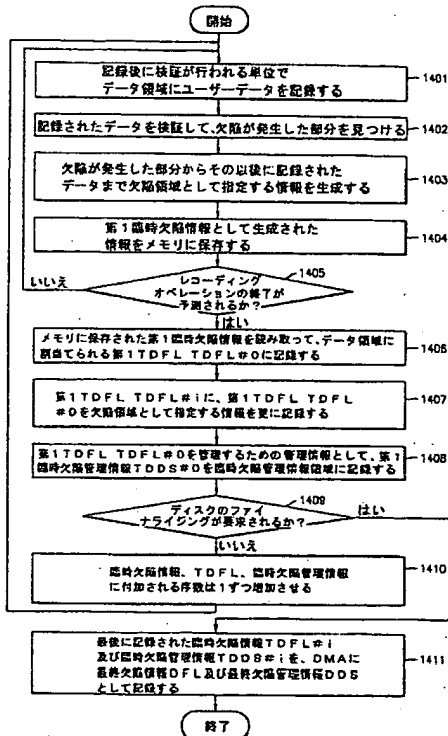 開始
記録後に検証が行われる単位で
データ領域にユーザーデータを記録する
1401
記録されたデータを検証して、欠陥が発生した部分を見つける
1402
欠陥が発生した部分からその以後に記録された
データまで欠陥領域として指定する情報を生成する
1403
第1臨時欠陥情報として生成された
情報をメモリに保存する
1404
いいえ
レコーディング
オペレーションの終了が
予測されるか?
1405
はい
メモリに保存された第1臨時欠陥情報を読み取って、データ領域に
割当てられる第1TDFL TDFL#0に記録する
1406
第1TDFL TDFL#iに、第1TDFL TDFL
#0を欠陥領域として指定する情報を更に記録する
1407
第1TDFL TDFL#0を管理するための管理情報として、第1
臨時欠陥管理情報TDDS#0を臨時欠陥管理情報領域に記録する
1408
ディスクのファイ
ナライジングが要求されるか?
1409
はい
いいえ
臨時欠陥情報、TDFL、臨時欠陥管理情報
に付加される序数は1ずつ増加させる
1410
最後に記録された臨時欠陥情報TDFL#i
及び臨時欠陥管理情報TDDS#iを、DMAに
最終欠陥情報DFL及び最終欠陥管理情報DDS
として記録する
1411
終了